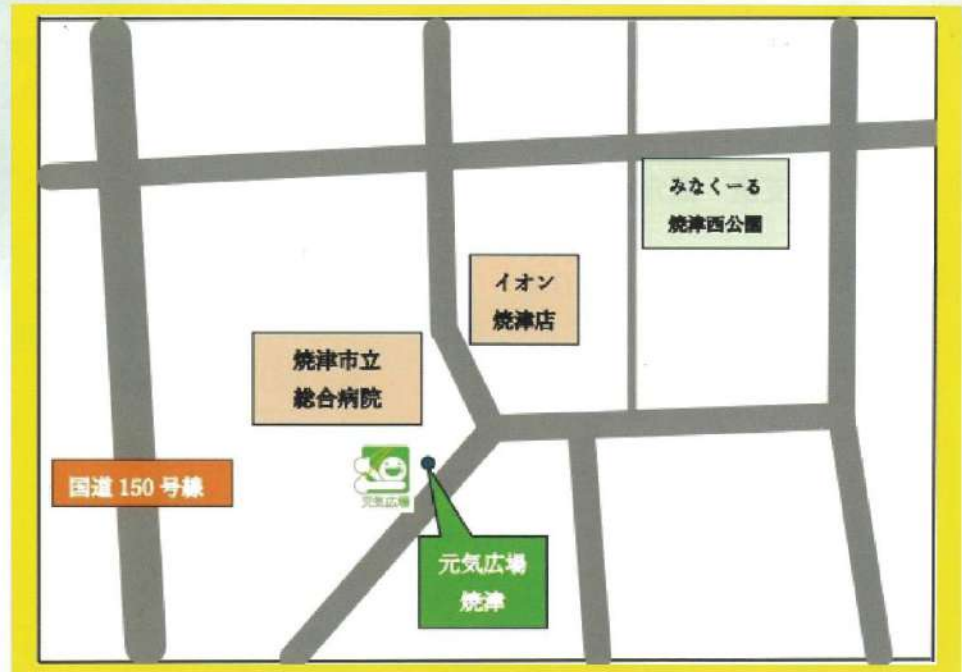 みなくーる
焼津西公園
イオン
焼津店
焼津市立
総合病院
国道 150 号線
元気広場
元気広場
焼津